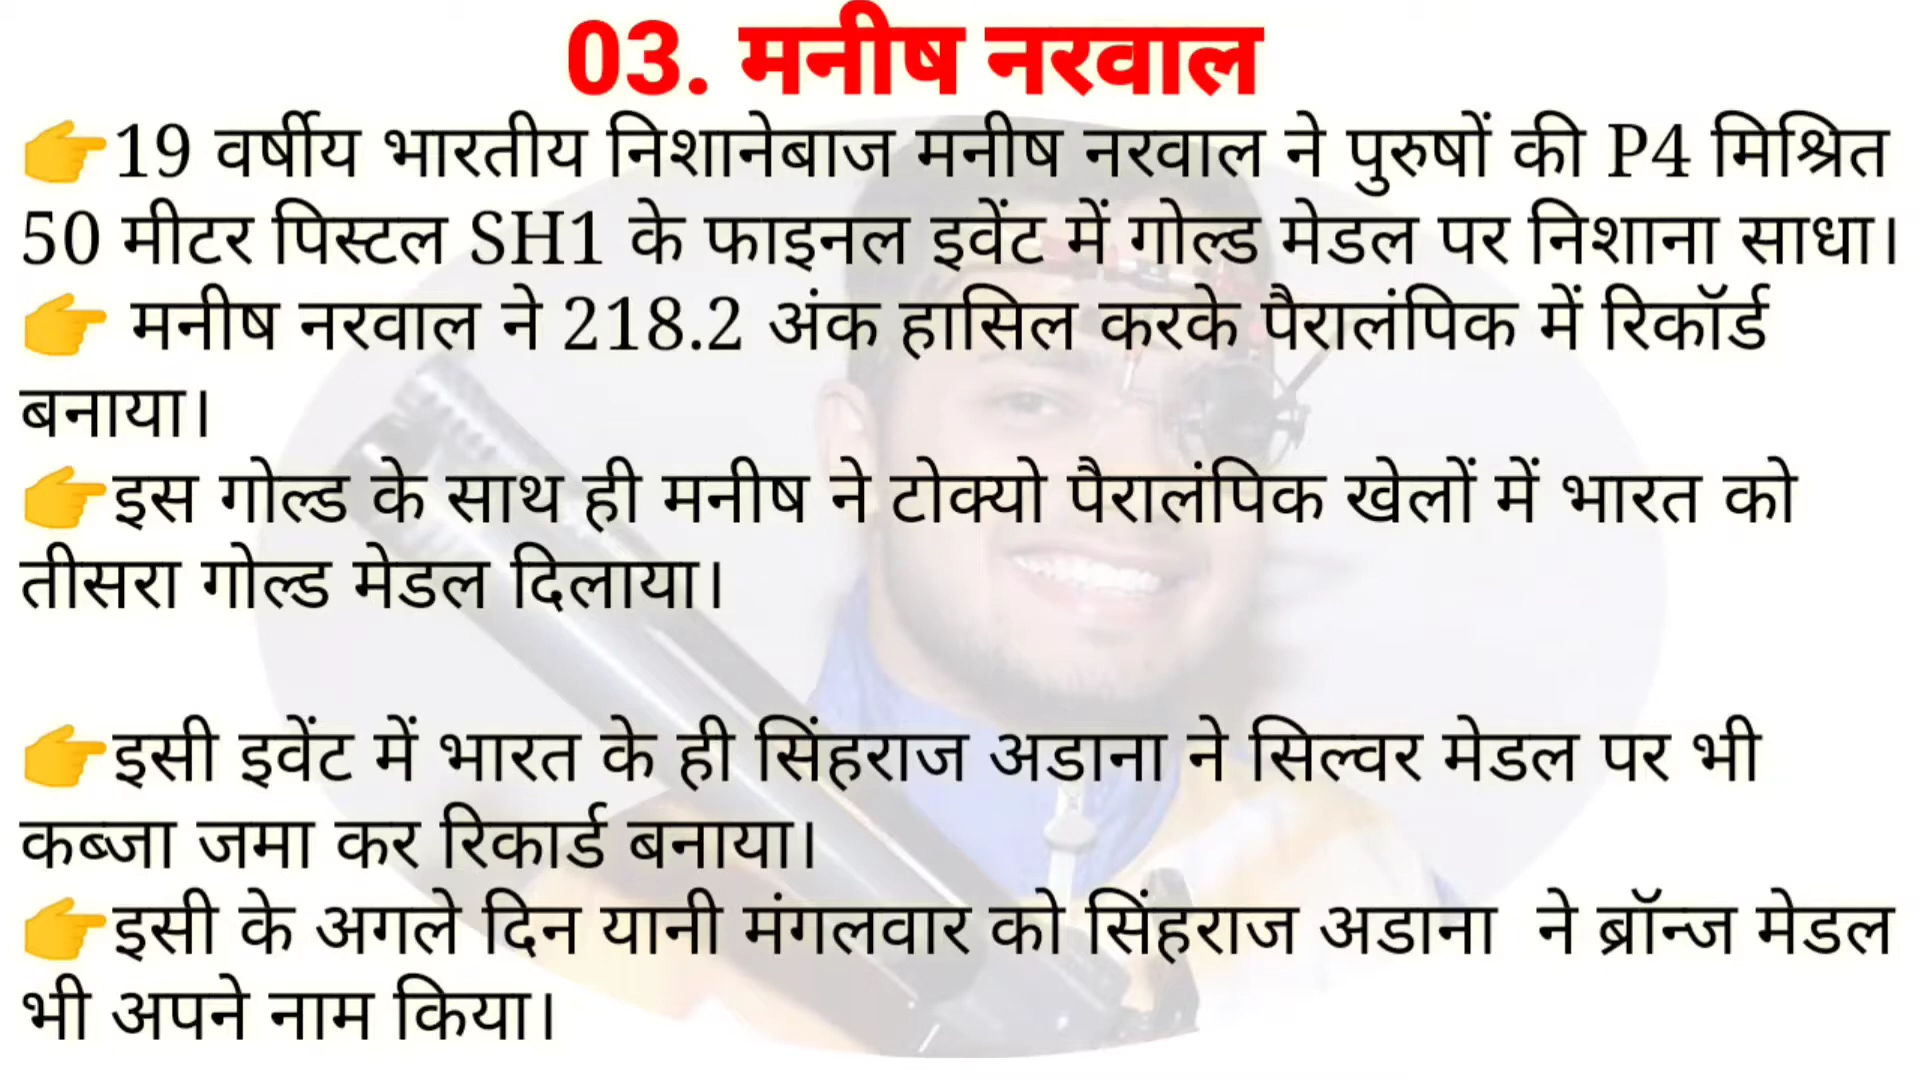 03. मनीष नरवाल
👉19 वर्षीय भारतीय निशानेबाज मनीष नरवाल ने पुरुषों की P4 मिश्रित
50 मीटर पिस्टल SH1 के फाइनल इवेंट में गोल्ड मेडल पर निशाना साधा।
👉 मनीष नरवाल ने 218.2 अंक हासिल करके पैरालंपिक में रिकॉर्ड
बनाया।
👉इस गोल्ड के साथ ही मनीष ने टोक्यो पैरालंपिक खेलों में भारत को
तीसरा गोल्ड मेडल दिलाया।
👉इसी इवेंट में भारत के ही सिंहराज अडाना ने सिल्वर मेडल पर भी
कब्जा जमा कर रिकार्ड बनाया।
👉इसी के अगले दिन यानी मंगलवार को सिंहराज अडाना ने ब्रॉन्ज मेडल
भी अपने नाम किया।